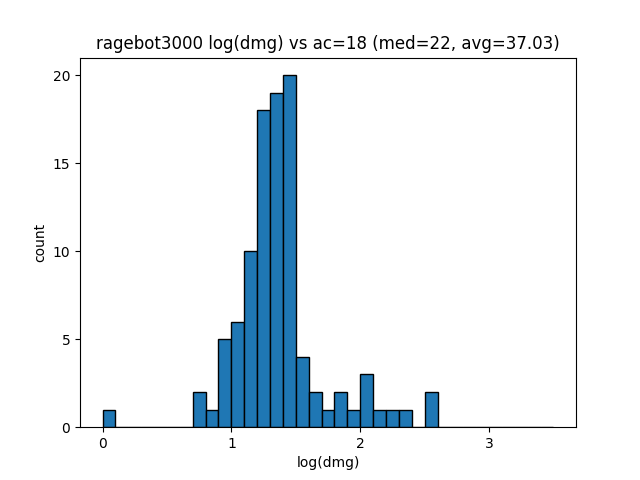 ragebot3000 log(dmg) vs ac=18 (med=22, avg=37.03)
20
15
10
5
0
count
0 1 2 3
log(dmg)